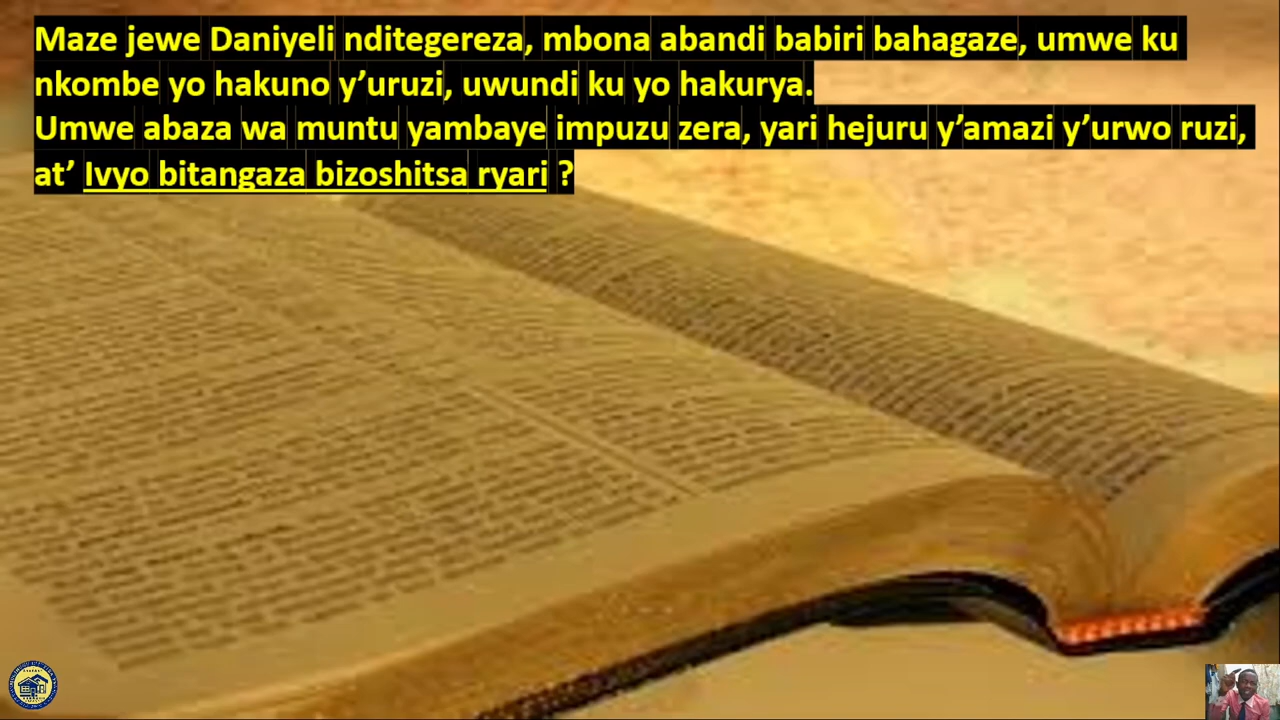 Maze jewe Daniyeli nditegereza, mbona abandi babiri bahagaze, umwe ku
nkombe yo hakuno y’uruzi, uwundi ku yo hakurya.
Umwe abaza wa muntu yambaye impuzu zera, yari hejuru y’amazi y’urwo ruzi,
at’ Ivyo bitangaza bizoshitsa ryari ?